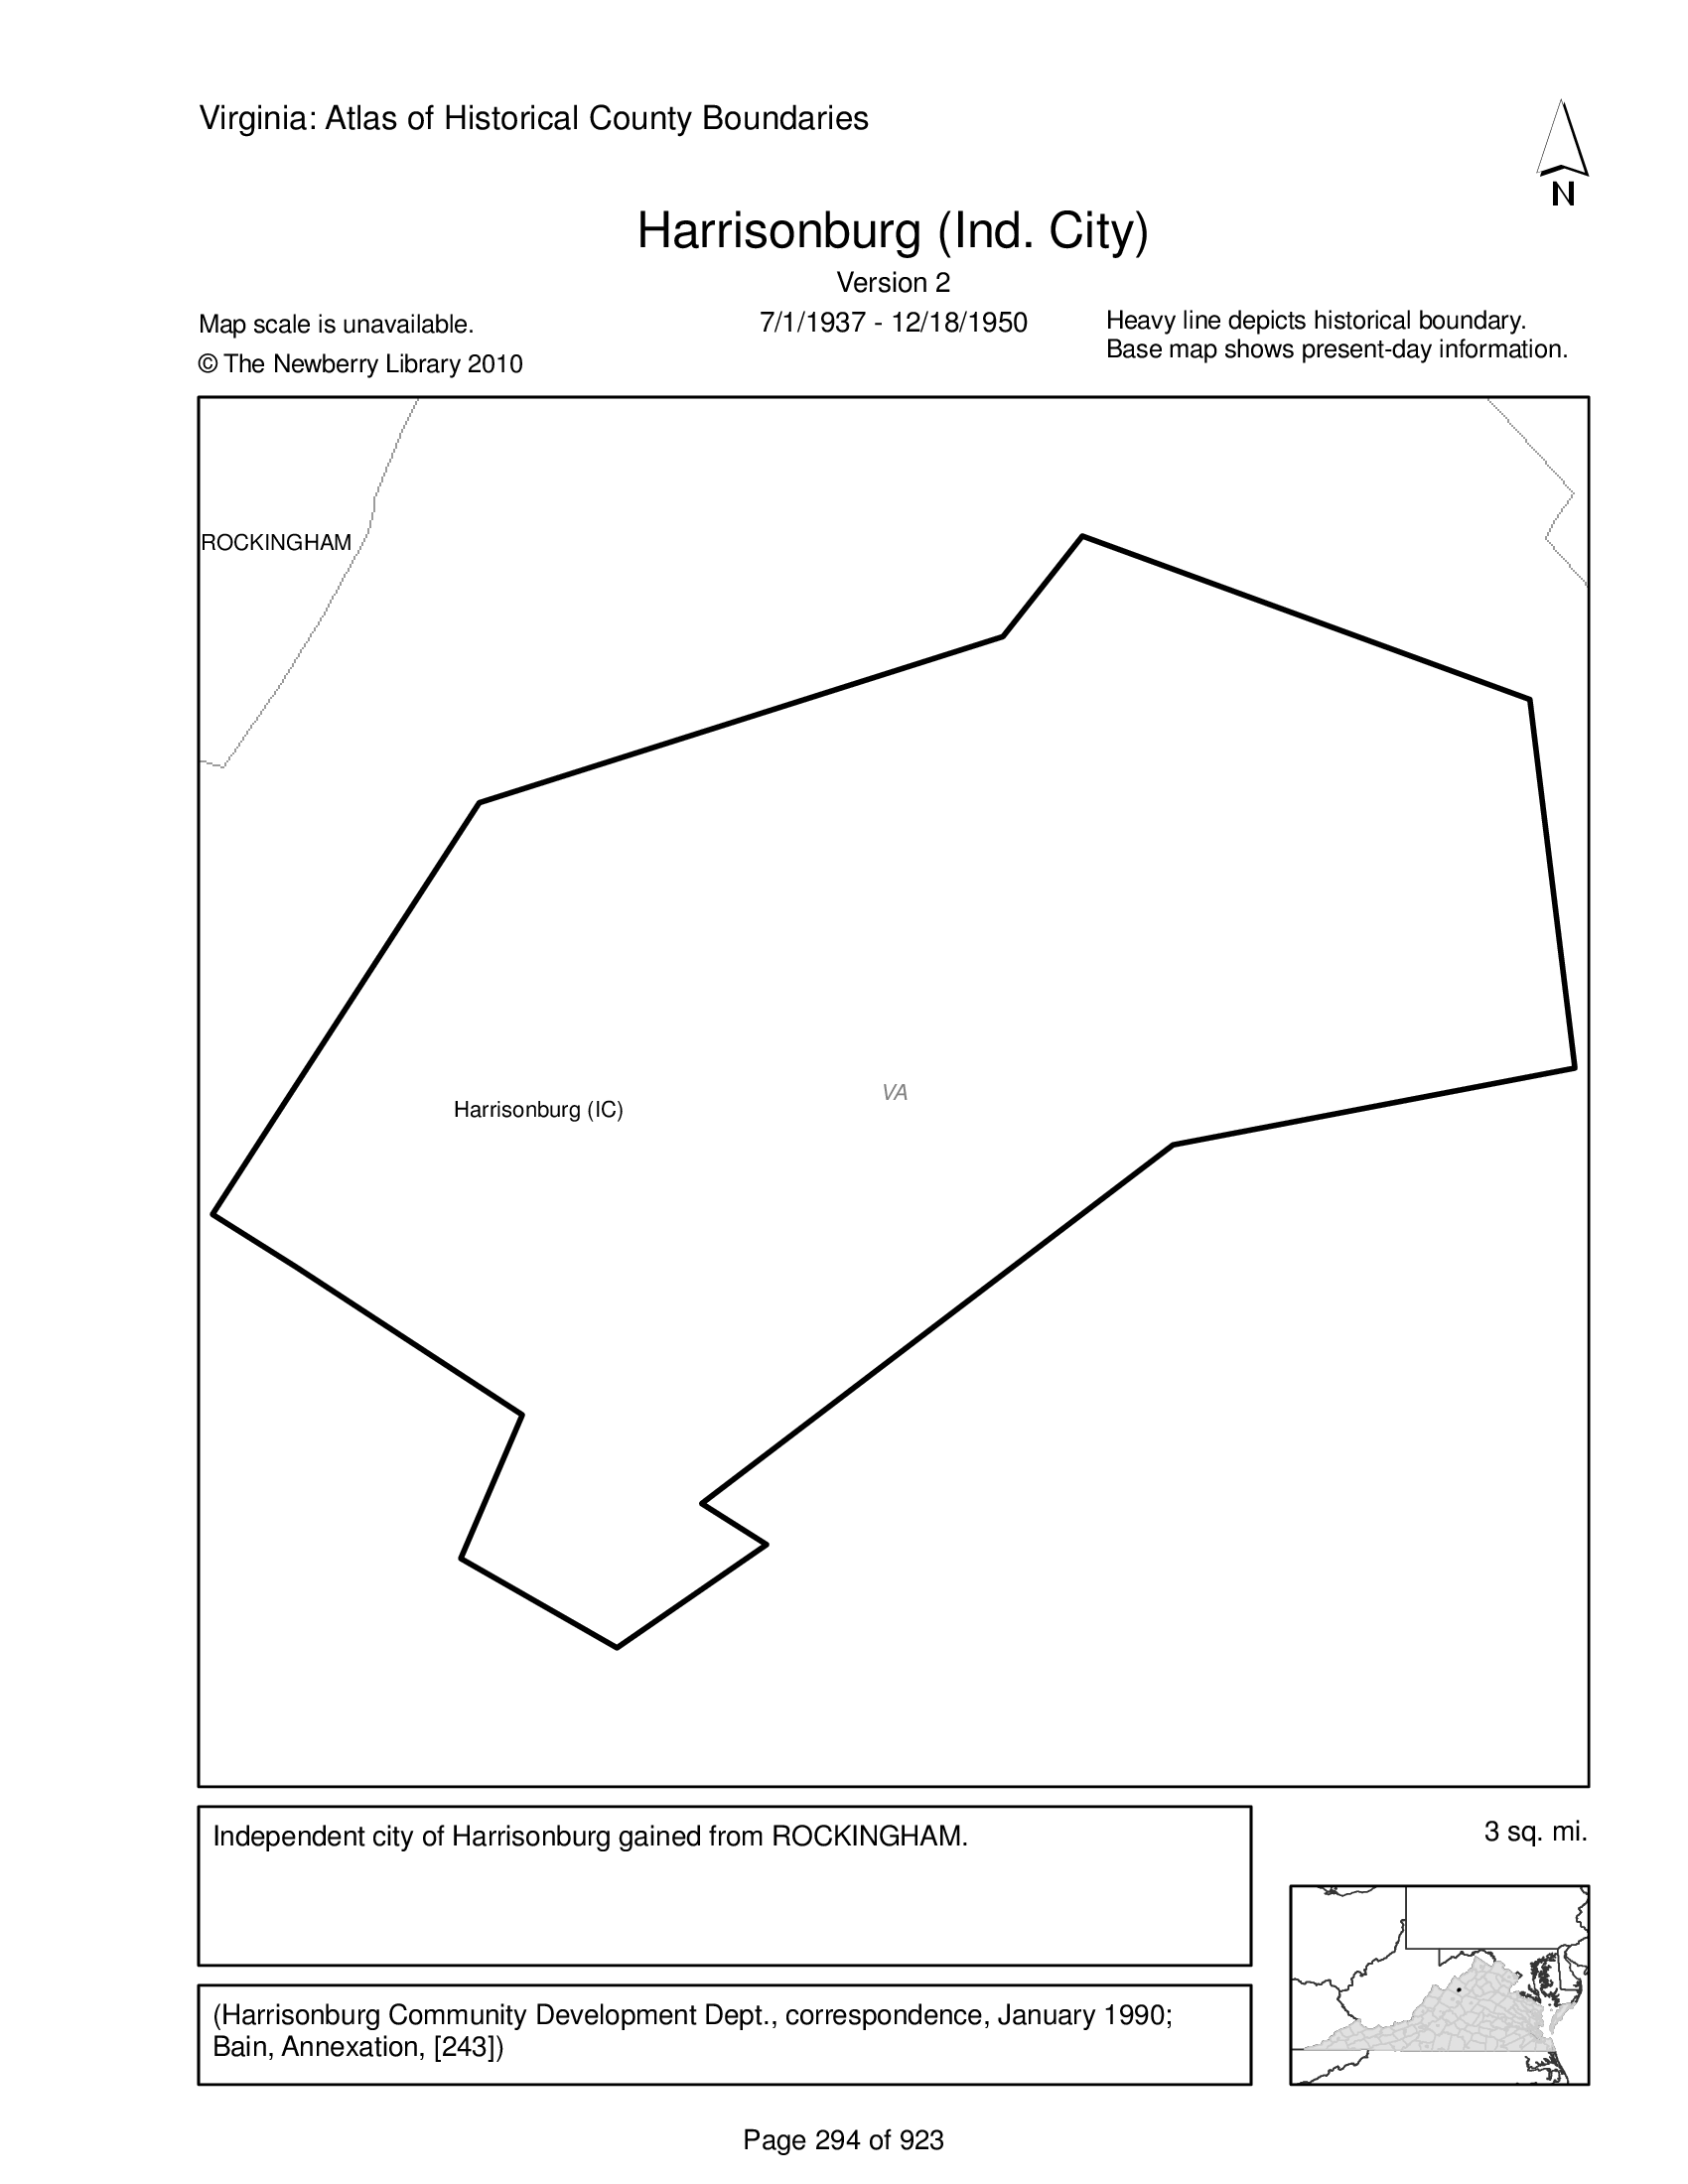 Virginia: Atlas of Historical County Boundaries
N
Harrisonburg (Ind. City)
Version 2
7/1/1937 - 12/18/1950
Map scale is unavailable.
© The Newberry Library 2010
Heavy line depicts historical boundary.
Base map shows present-day information.
ROCKINGHAM
VA
Harrisonburg (IC)
Independent city of Harrisonburg gained from ROCKINGHAM.
3 sq. mi.
(Harrisonburg Community Development Dept., correspondence, January 1990;
Bain, Annexation, [243])
Page 294 of 923